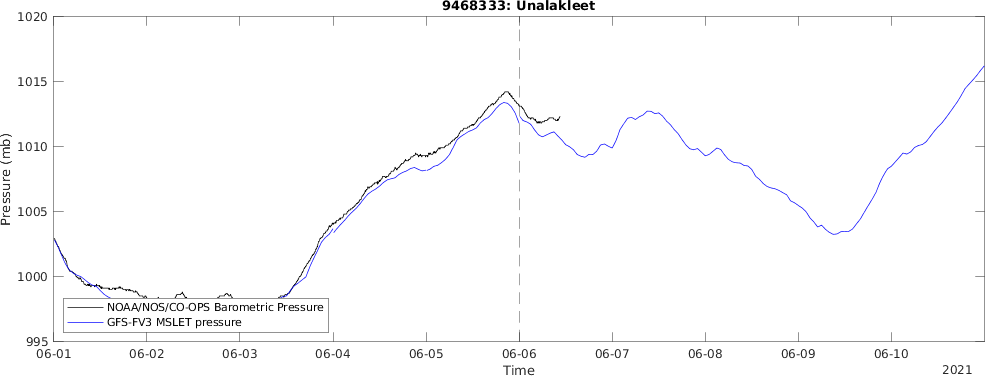 9468333: Unalakleet
1020
1015
1010
1005
1000
995
Pressure (mb)
NOAA/NOS/CO-OPS Barometric Pressure
GFS-FV3 MSLET pressure
06-01 06-02 06-03 06-04 06-05 06-06 06-07 06-08 06-09 06-10
Time
2021